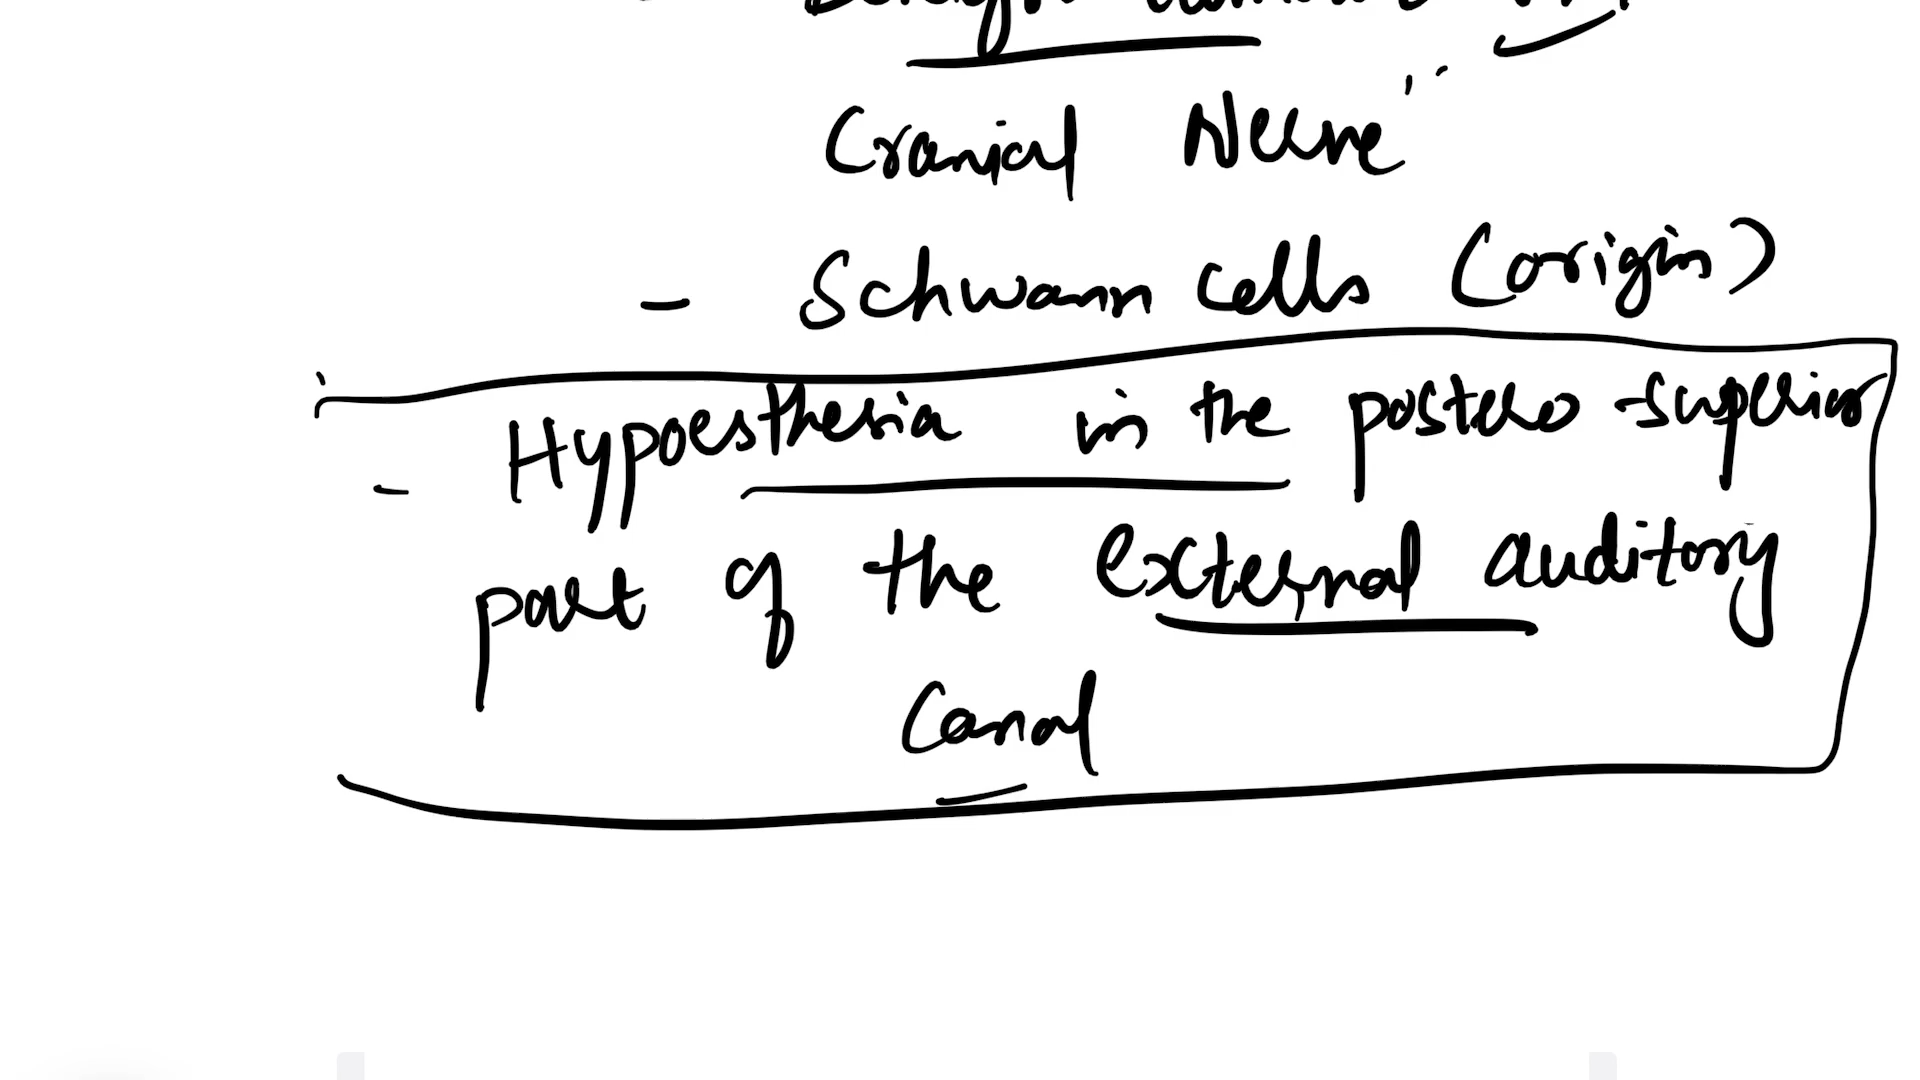 Cranial Nerve"
- Schwann cells (origin)
- Hypoesthesia in the postero-superior
part of the external auditory
Canal